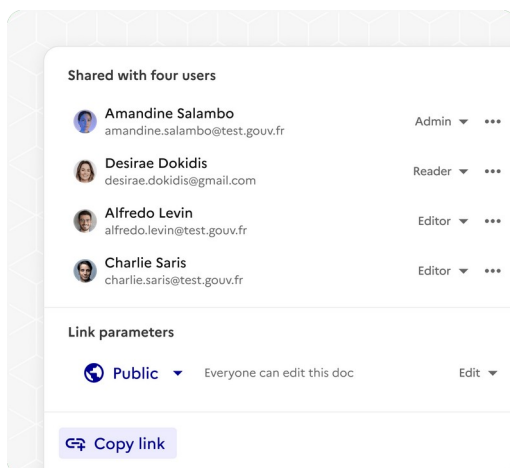 Shared with four users
Amandine Salambo
amandine.salambo@test.gouv.fr
Admin
Desirae Dokidis
desirae.dokidis@gmail.com
Reader
Alfredo Levin
alfredo.levin@test.gouv.fr
Editor
Charlie Saris
charlie.saris@test.gouv.fr
Editor
Link parameters
Public
Everyone can edit this doc
Edit
Copy link